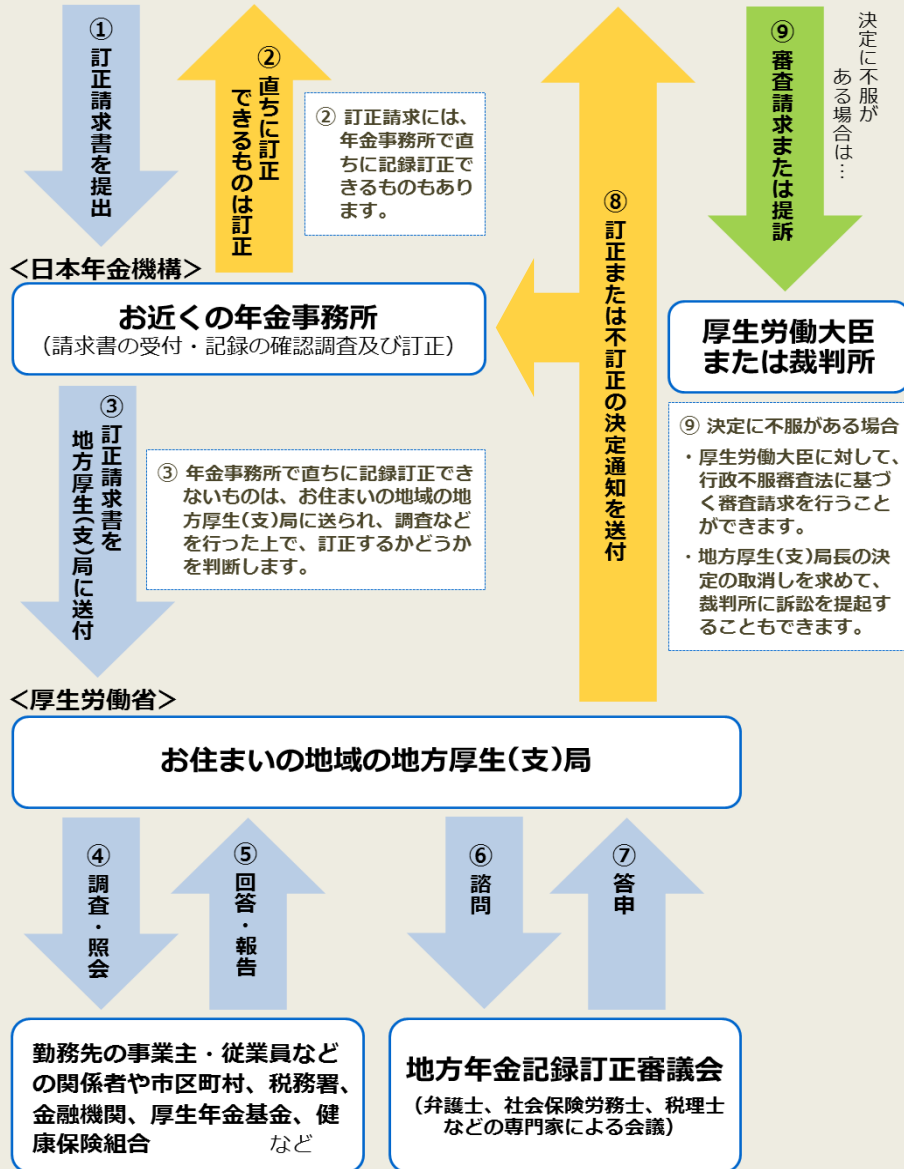 ① 訂正請求書を提出
② 直ちに訂正
できるものは訂正
② 訂正請求には、
年金事務所で直
ちに記録訂正で
きるものもあり
ます。
⑧ 訂正または不訂正の決定通知を送付
⑨ 審査請求または提訴
決定に不服が
ある場合は…
＜日本年金機構＞
お近くの年金事務所
（請求書の受付・記録の確認調査及び訂正）
厚生労働大臣
または裁判所
③ 訂正請求書を
地方厚生(支)局に送付
③ 年金事務所で直ちに記録訂正でき
ないものは、お住まいの地域の地
方厚生(支)局に送られ、調査など
を行った上で、訂正するかどうか
を判断します。
⑨ 決定に不服がある場合
・厚生労働大臣に対して、
行政不服審査法に基づ
く審査請求を行うこと
ができます。
・地方厚生(支)局長の決
定の取消しを求めて、
裁判所に訴訟を提起す
ることもできます。
＜厚生労働省＞
お住まいの地域の地方厚生(支)局
④ 調査・照会
⑤ 回答・報告
⑥ 諮問
⑦ 答申
勤務先の事業主・従業員など
の関係者や市区町村、税務署、
金融機関、厚生年金基金、健
康保険組合 など
地方年金記録訂正審議会
（弁護士、社会保険労務士、税理士
などの専門家による会議）